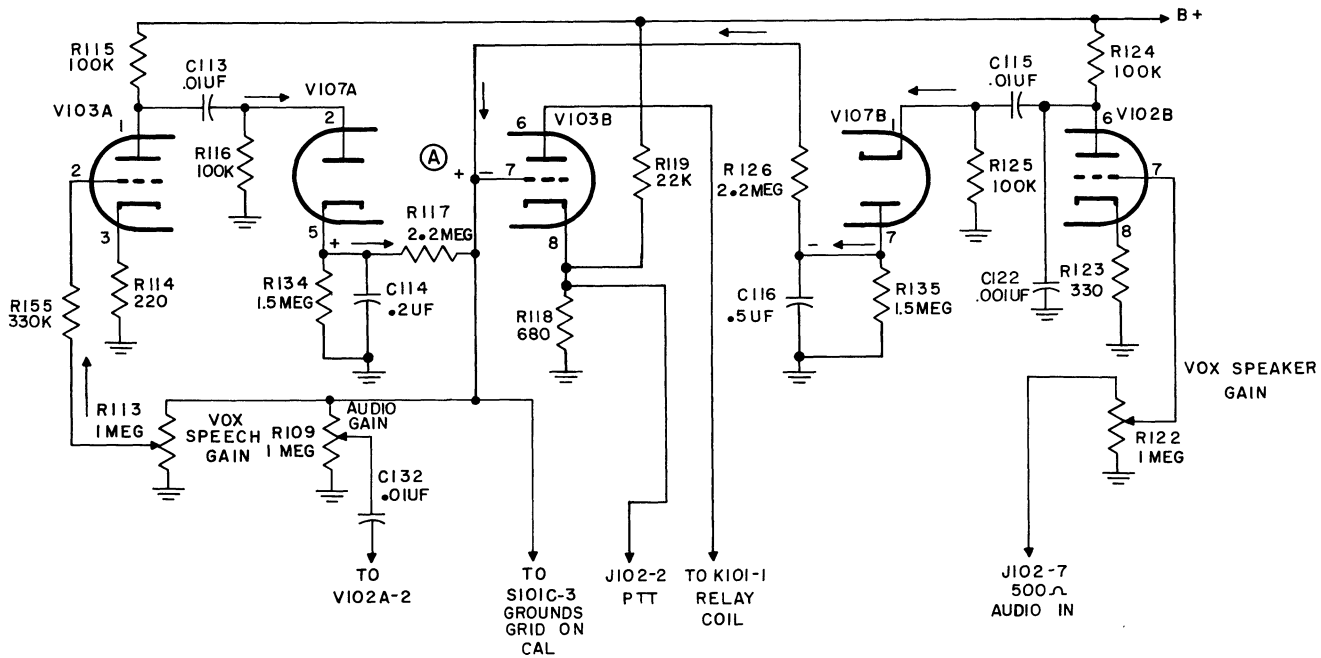 B+
R115
100K
C113
.01UF
V107A
V103A
1
2
3
R116
100K
2
5
+
R114
220
R155
330K
R134
1.5MEG
C114
.2UF
R117
2.2MEG
A
+
-
7
6
V103B
8
R119
22K
R118
680
R126
2.2MEG
V107B
1
7
-
C116
.5UF
R135
1.5MEG
C115
.01UF
R125
100K
C122
.001UF
R124
100K
V102B
6
7
8
R123
330
R113
1MEG
VOX
SPEECH
GAIN
AUDIO
GAIN
R109
1 MEG
C132
.01UF
VOX SPEAKER
GAIN
R122
1 MEG
TO
V102A-2
TO
S101C-3
GROUNDS
GRID ON
CAL
J102-2
PTT
TO K101-1
RELAY
COIL
J102-7
500Ω
AUDIO IN